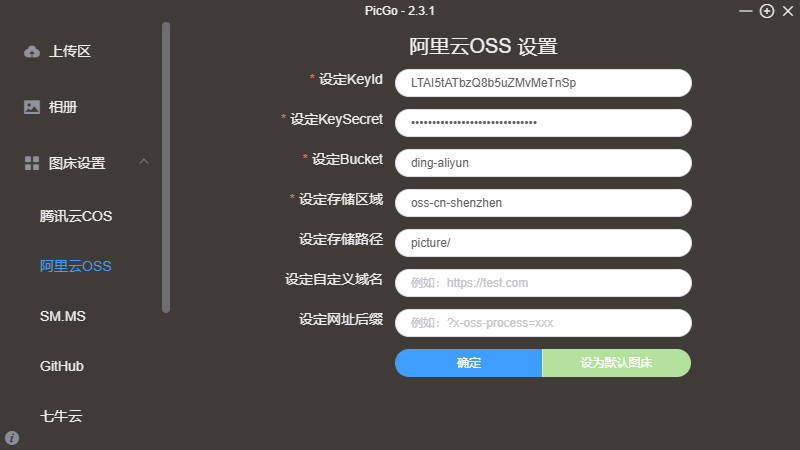 PicGo - 2.3.1
上传区
相册
图床设置
腾讯云COS
阿里云OSS
SM.MS
GitHub
七牛云
阿里云OSS 设置
* 设定KeyId
LTAI5tATbzQ8b5uZMvMeTnSp
* 设定KeySecret
••••••••••••••••••••••••••••••
* 设定Bucket
ding-aliyun
* 设定存储区域
oss-cn-shenzhen
设定存储路径
picture/
设定自定义域名
例如：https://test.com
设定网址后缀
例如：?x-oss-process=xxx
确定
设为默认图床